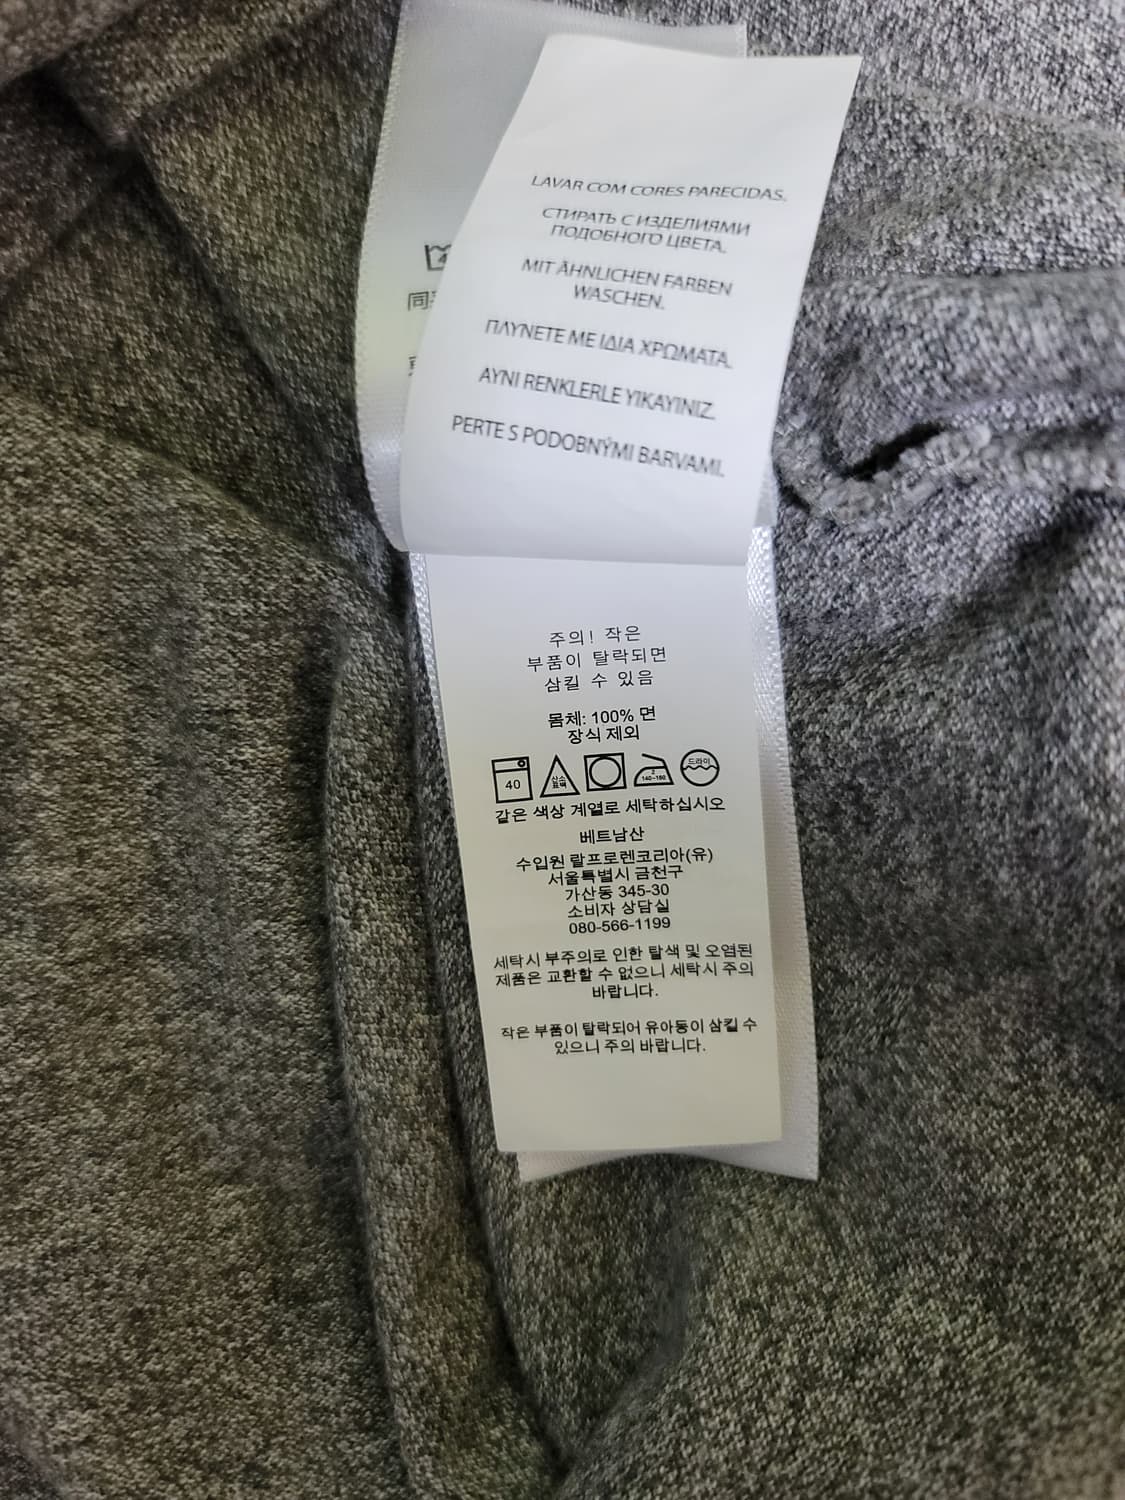 LAVAR COM CORES PARECIDAS.
СТИРАТЬ С ИЗДЕЛИЯМИ
ПОДОБНОГО ЦВЕТА.
MIT ÄHNLICHEN FARBEN
WASCHEN.
ΠΛΥΝΕΤΕ ΜΕ ΙΔΙΑ ΧΡΩΜΑΤΑ.
AYNI RENKLERLE YIKAYINIZ.
PERTE S PODOBNÝMI BARVAMI.
同
주의! 작은
부품이 탈락되면
삼킬 수 있음
몸체: 100% 면
장식 제외
40 산소 표백 2 140~160 드라이
같은 색상 계열로 세탁하십시오
베트남산
수입원 랄프로렌코리아(유)
서울특별시 금천구
가산동 345-30
소비자 상담실
080-566-1199
세탁시 부주의로 인한 탈색 및 오염된
제품은 교환할 수 없으니 세탁시 주의
바랍니다.
작은 부품이 탈락되어 유아동이 삼킬 수
있으니 주의 바랍니다.